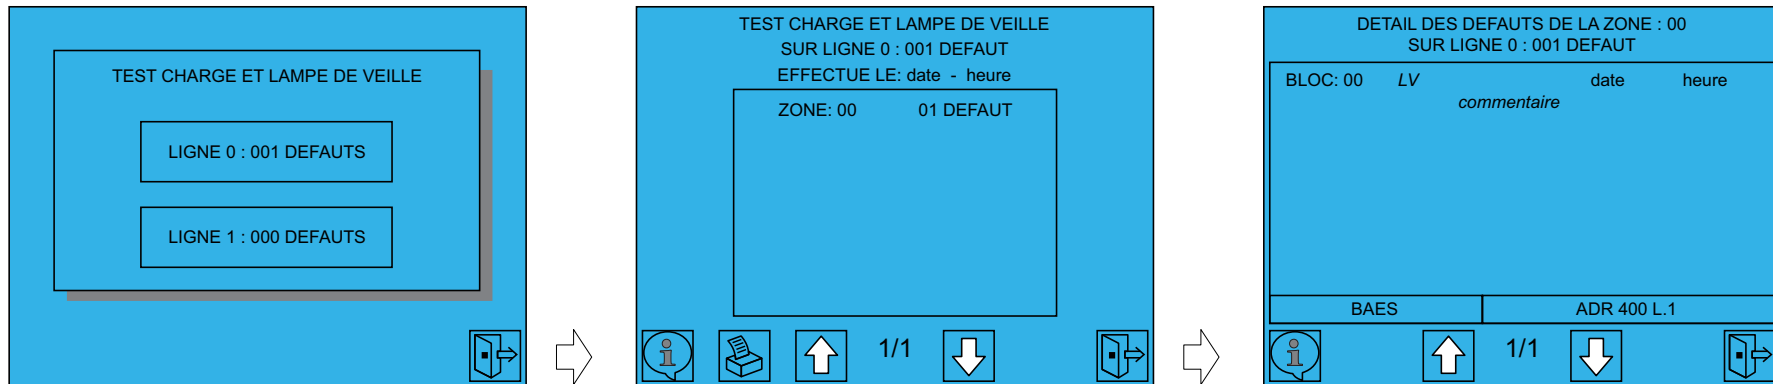 TEST CHARGE ET LAMPE DE VEILLE
LIGNE 0 : 001 DEFAUTS
LIGNE 1 : 000 DEFAUTS
TEST CHARGE ET LAMPE DE VEILLE
SUR LIGNE 0 : 001 DEFAUT
EFFECTUE LE: date - heure
ZONE: 00 01 DEFAUT
i 1/1
DETAIL DES DEFAUTS DE LA ZONE : 00
SUR LIGNE 0 : 001 DEFAUT
BLOC: 00 LV date heure
commentaire
BAES ADR 400 L.1
i 1/1